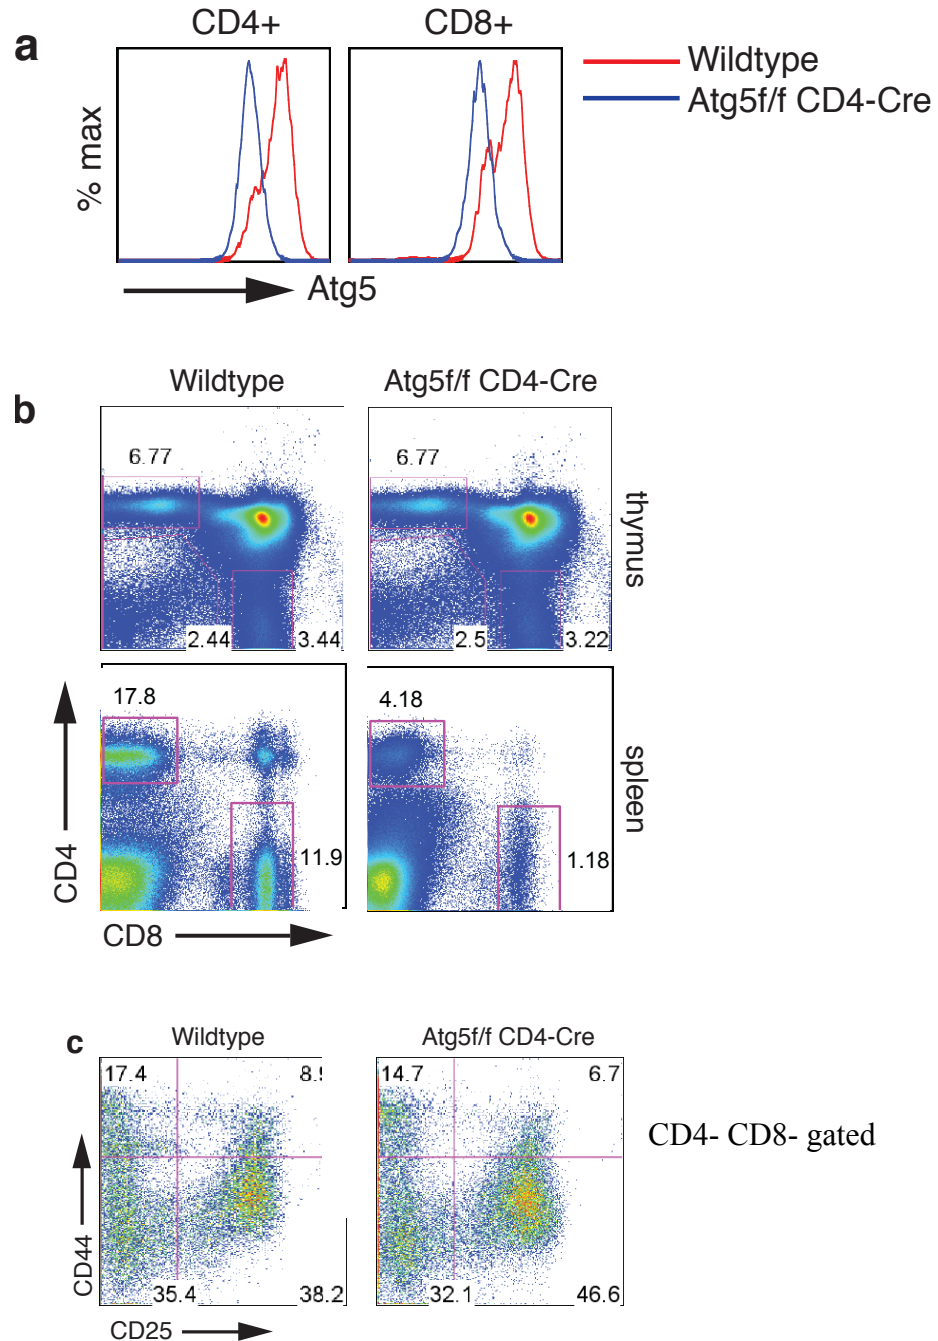 a
CD4+
CD8+
Wildtype
Atg5f/f CD4-Cre
% max
Atg5
b
Wildtype
Atg5f/f CD4-Cre
6.77
6.77
2.44
3.44
2.5
3.22
thymus
17.8
4.18
11.9
1.18
spleen
CD4
CD8
c
Wildtype
Atg5f/f CD4-Cre
17.4
14.7
6.7
CD4- CD8- gated
35.4
38.2
32.1
46.6
CD44
CD25